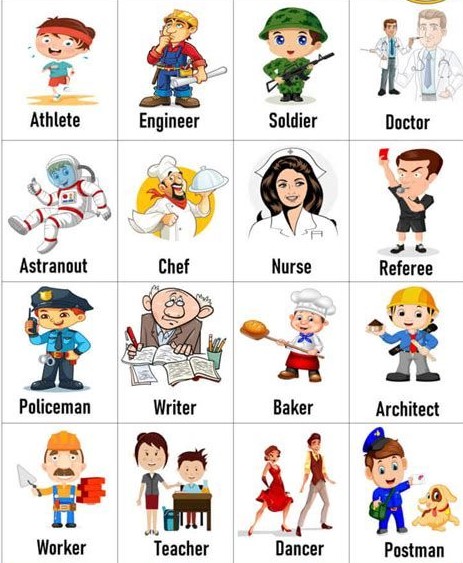 Athlete
Engineer
Soldier
Doctor
Astranout
Chef
Nurse
Referee
Policeman
Writer
Baker
Architect
Worker
Teacher
Dancer
Postman